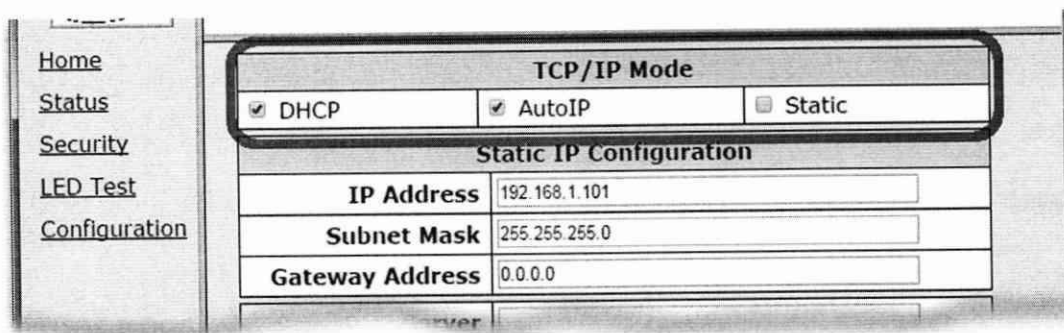 Home
Status
Security
LED Test
Configuration
TCP/IP Mode
DHCP AutoIP Static
Static IP Configuration
IP Address 192.168.1.101
Subnet Mask 255.255.255.0
Gateway Address 0.0.0.0